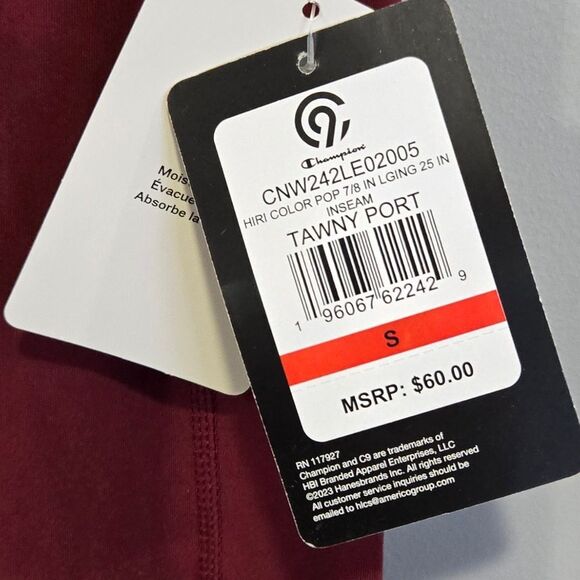 Mois
Évacue
Absorbe la
C9
Champion
CNW242LE02005
HIRI COLOR POP 7/8 IN LGING 25 IN
INSEAM
TAWNY PORT
1 96067 62242 9
S
MSRP: $60.00
RN 117927
Champion and C9 are trademarks of
HBI Branded Apparel Enterprises, LLC
©2023 Hanesbrands Inc. All rights reserved
All customer service inquiries should be
emailed to hics@americogroup.com